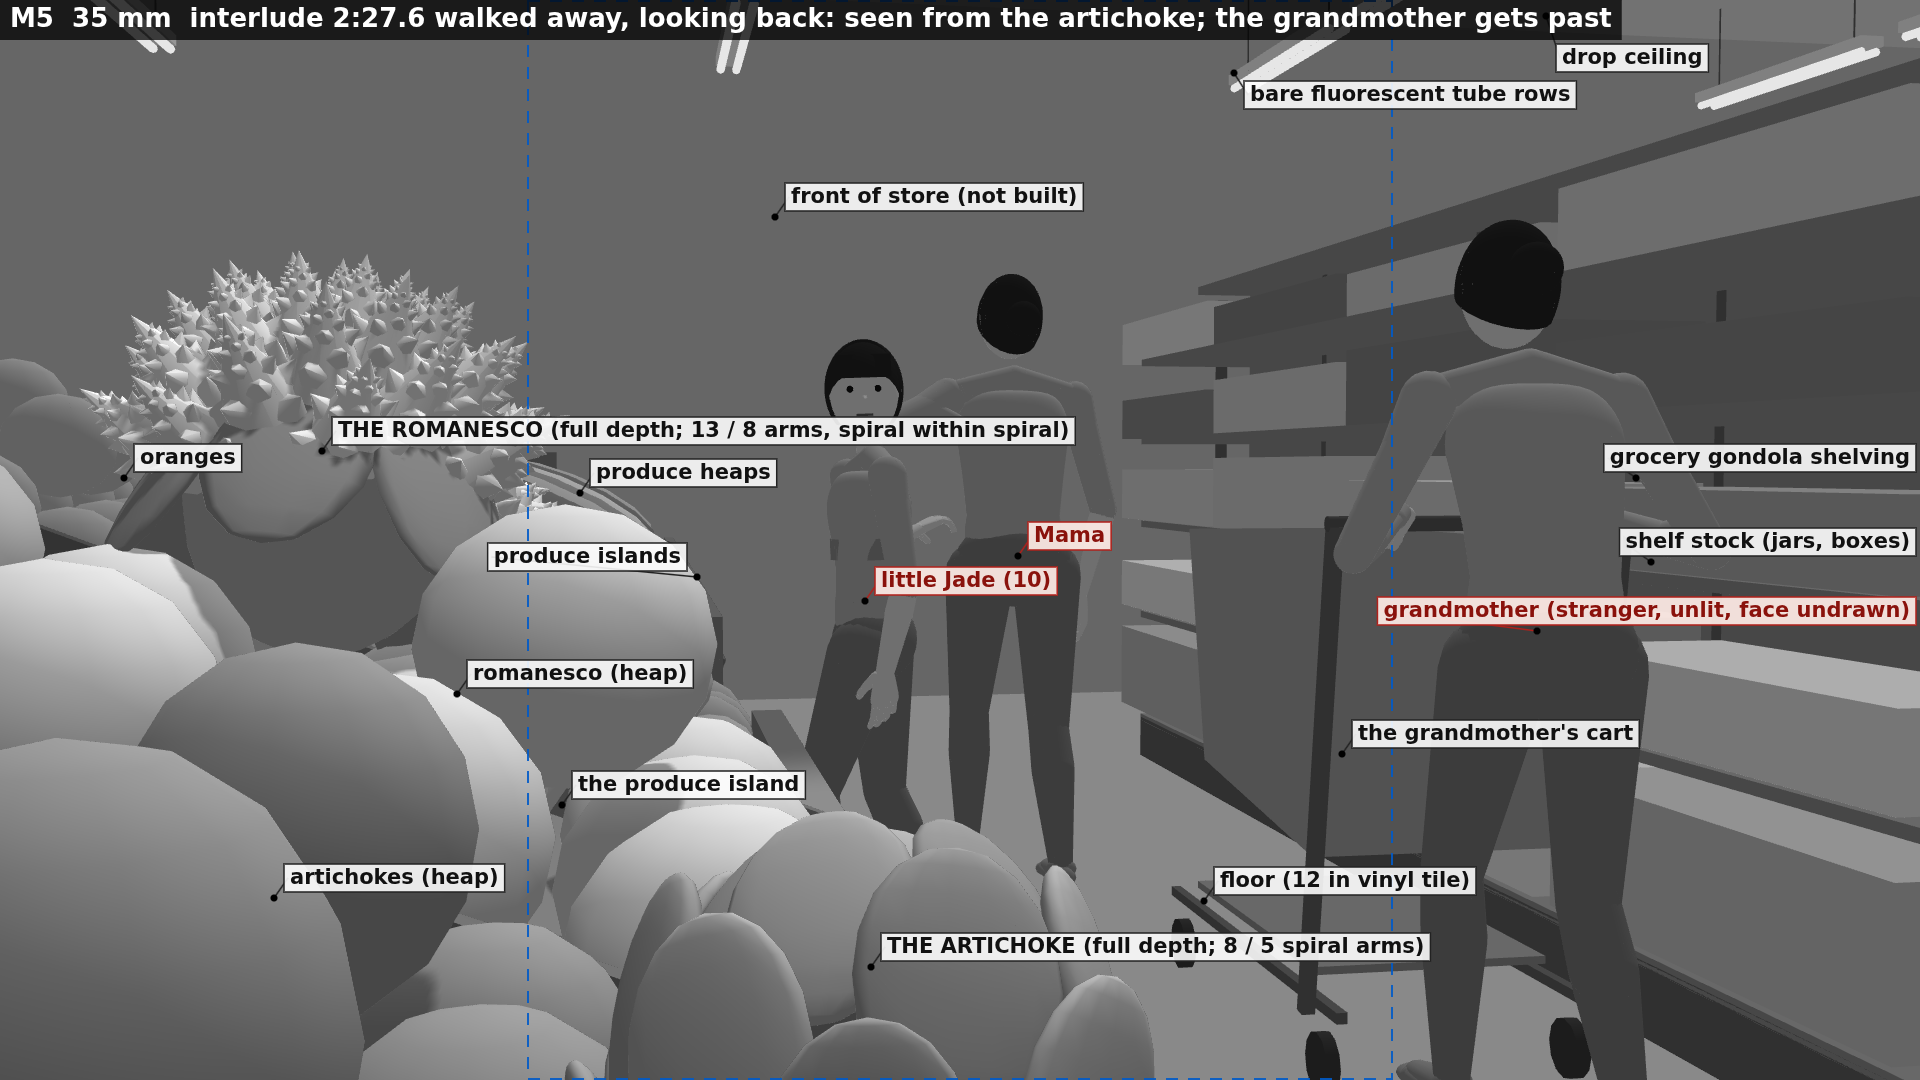 M5 35 mm interlude 2:27.6 walked away, looking back: seen from the artichoke; the grandmother gets past
drop ceiling
bare fluorescent tube rows
front of store (not built)
THE ROMANESCO (full depth; 13 / 8 arms, spiral within spiral)
oranges
grocery gondola shelving
produce heaps
Mama
shelf stock (jars, boxes)
produce islands
little Jade (10)
grandmother (stranger, unlit, face undrawn)
romanesco (heap)
the grandmother's cart
the produce island
artichokes (heap)
floor (12 in vinyl tile)
THE ARTICHOKE (full depth; 8 / 5 spiral arms)